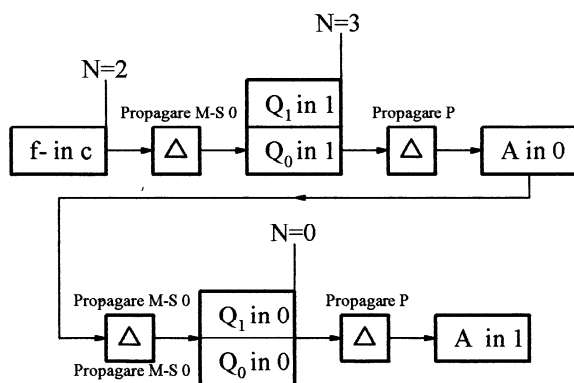 N=3
N=2
Propagare M-S 0
Q1 in 1
Propagare P
f- in c
Δ
Q0 in 1
Δ
A in 0
N=0
Propagare M-S 0
Q1 in 0
Propagare P
Δ
Δ
A in 1
Propagare M-S 0
Q0 in 0